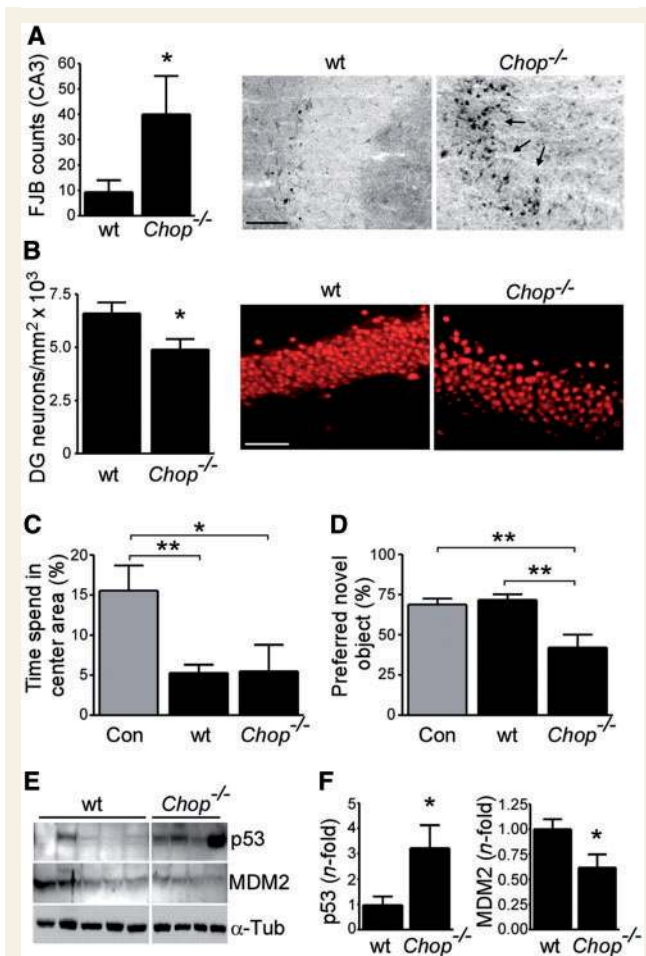 A
FJB counts (CA3)
60
50
40
30
20
10
0
*
wt
Chop-/-
wt
Chop-/-
B
DG neurons/mm² x 10³
7.5
5.0
2.5
0
*
wt
Chop-/-
wt
Chop-/-
C
Time spend in
center area (%)
20
15
10
5
0
*
**
Con
wt
Chop-/-
D
Preferred novel
object (%)
100
75
50
25
0
**
**
Con
wt
Chop-/-
E
wt
Chop-/-
p53
MDM2
α-Tub
F
p53 (n-fold)
5
4
3
2
1
0
*
wt
Chop-/-
MDM2 (n-fold)
1.25
1.00
0.75
0.50
0.25
0.00
*
wt
Chop-/-